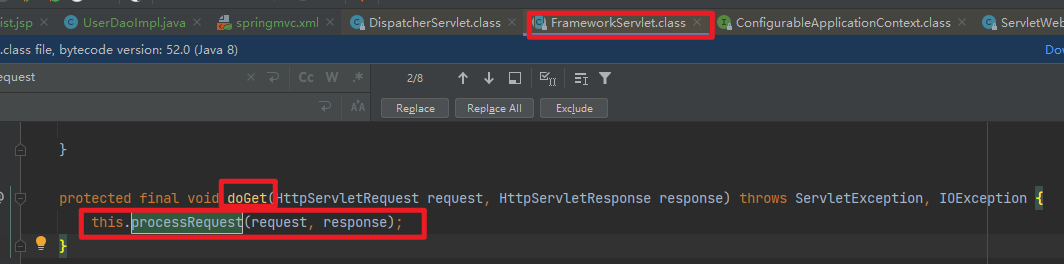 ist.jsp UserDaoImpl.java springmvc.xml DispatcherServlet.class FrameworkServlet.class ConfigurableApplicationContext.class ServletWeb
.class file, bytecode version: 52.0 (Java 8) Dov
equest Cc W .* 2/8
Replace Replace All Exclude
}
protected final void doGet(HttpServletRequest request, HttpServletResponse response) throws ServletException, IOException {
this.processRequest(request, response);
}